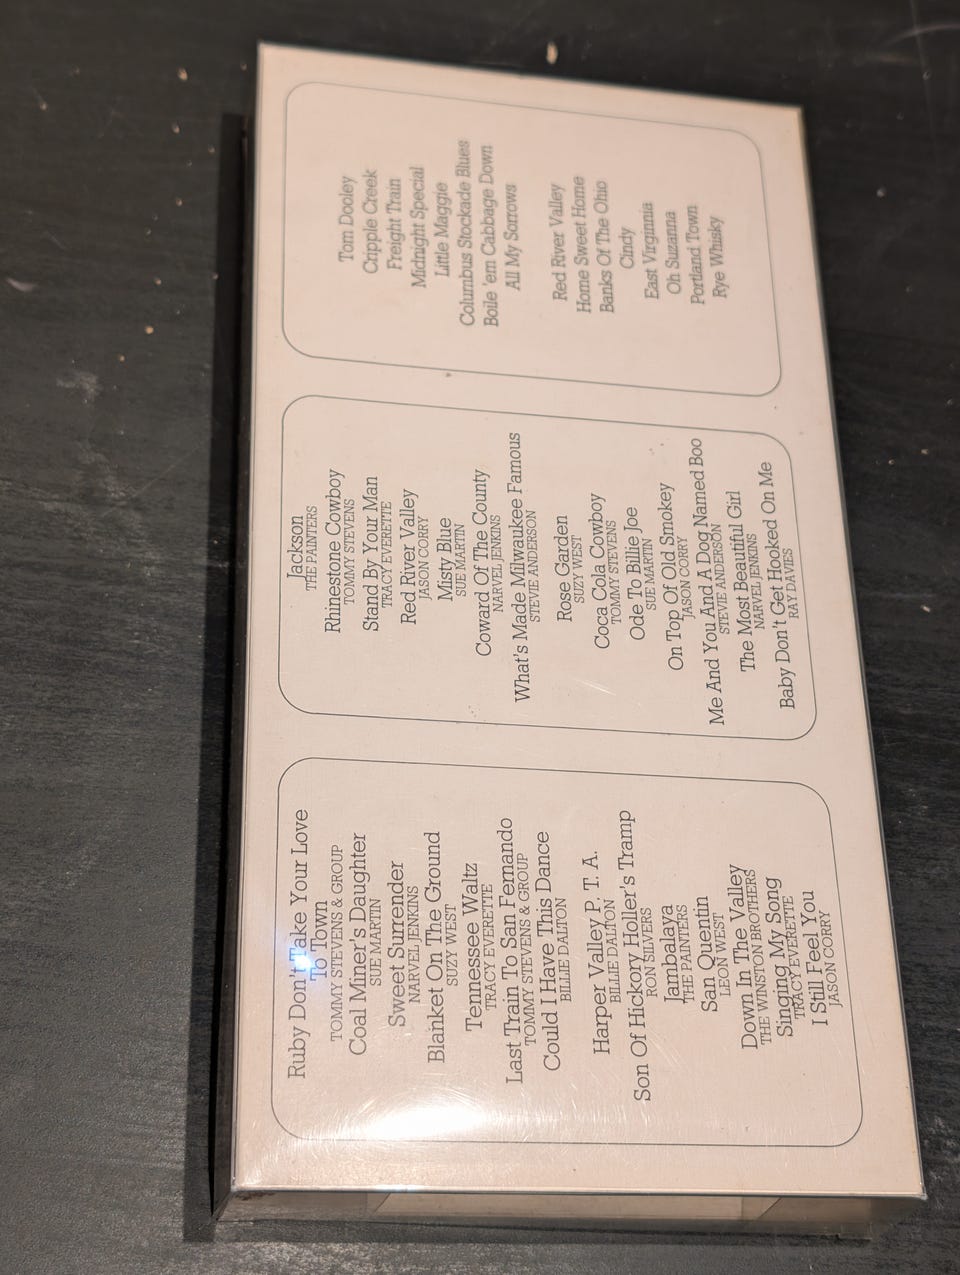 Ruby Don't Take Your Love
To Town
TOMMY STEVENS & GROUP
Coal Miner's Daughter
SUE MARTIN
Sweet Surrender
NARVEL JENKINS
Blanket On The Ground
SUZY WEST
Tennessee Waltz
TRACY EVERETTE
Last Train To San Fernando
TOMMY STEVENS & GROUP
Could I Have This Dance
BILLIE DALTON
Harper Valley P. T. A.
BILLIE DALTON
Son Of Hickory Holler's Tramp
RON SILVERS
Jambalaya
THE PAINTERS
San Quentin
LEON WEST
Down In The Valley
THE WINSTON BROTHERS
Singing My Song
TRACY EVERETTE
I Still Feel You
JASON CORRY
Jackson
THE PAINTERS
Rhinestone Cowboy
TOMMY STEVENS
Stand By Your Man
TRACY EVERETTE
Red River Valley
JASON CORRY
Misty Blue
SUE MARTIN
Coward Of The County
NARVEL JENKINS
What's Made Milwaukee Famous
STEVIE ANDERSON
Rose Garden
SUZY WEST
Coca Cola Cowboy
TOMMY STEVENS
Ode To Billie Joe
SUE MARTIN
On Top Of Old Smokey
JASON CORRY
Me And You And A Dog Named Boo
STEVIE ANDERSON
The Most Beautiful Girl
NARVEL JENKINS
Baby Don't Get Hooked On Me
RAY DAVIES
Tom Dooley
Cripple Creek
Freight Train
Midnight Special
Little Maggie
Columbus Stockade Blues
Boile 'em Cabbage Down
All My Sorrows
Red River Valley
Home Sweet Home
Banks Of The Ohio
Cindy
East Virginnia
Oh Suzanna
Portland Town
Rye Whisky